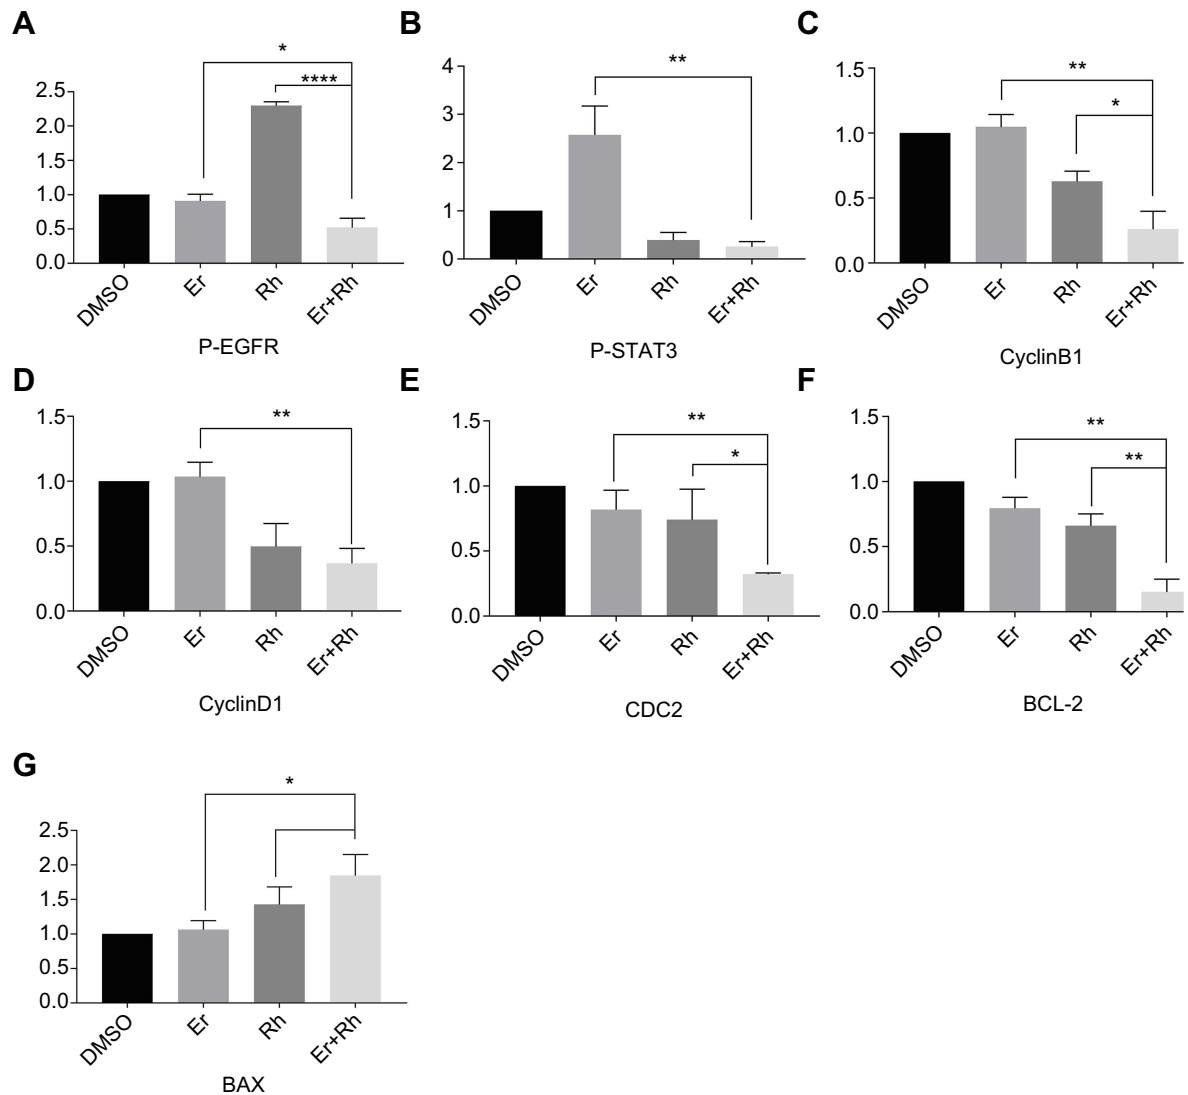 A
*
****
2.5
2.0
1.5
1.0
0.5
0.0
DMSO
Er
Rh
Er+Rh
P-EGFR
B
**
4
3
2
1
0
DMSO
Er
Rh
Er+Rh
P-STAT3
C
**
*
1.5
1.0
0.5
0.0
DMSO
Er
Rh
Er+Rh
CyclinB1
D
**
1.5
1.0
0.5
0.0
DMSO
Er
Rh
Er+Rh
CyclinD1
E
**
*
1.5
1.0
0.5
0.0
DMSO
Er
Rh
Er+Rh
CDC2
F
**
**
1.5
1.0
0.5
0.0
DMSO
Er
Rh
Er+Rh
BCL-2
G
*
2.5
2.0
1.5
1.0
0.5
0.0
DMSO
Er
Rh
Er+Rh
BAX